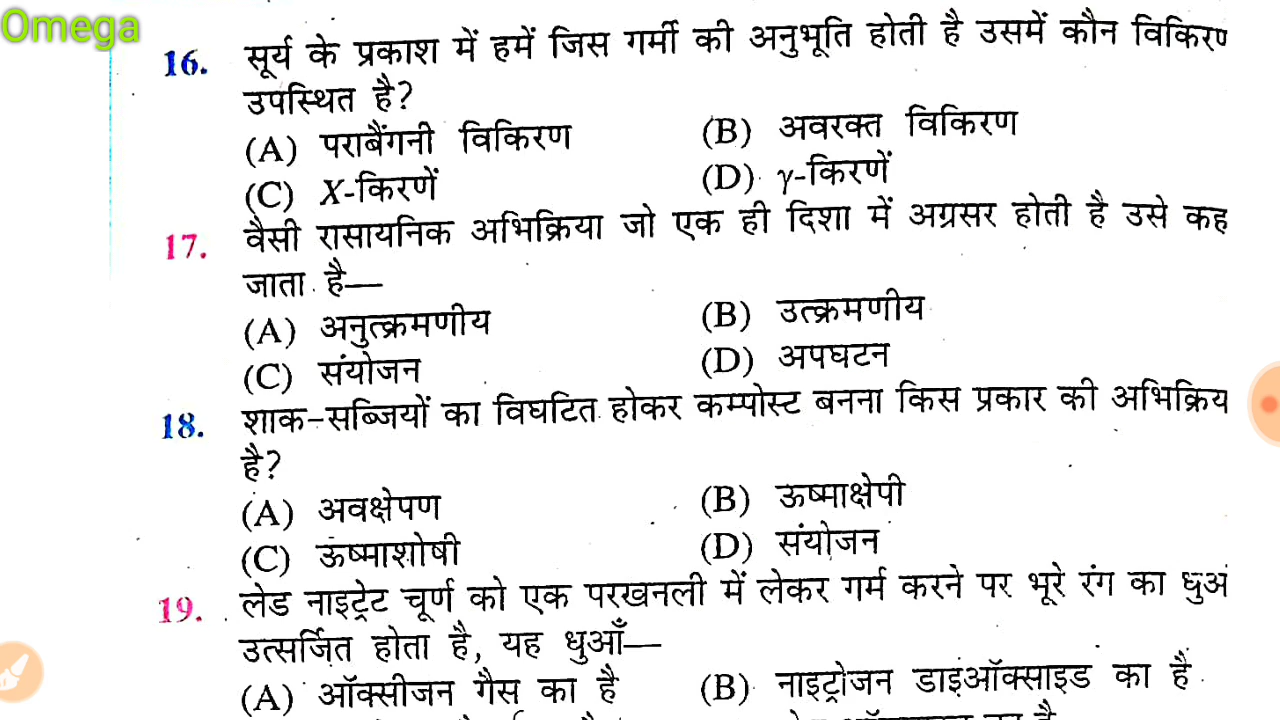 Omega
16. सूर्य के प्रकाश में हमें जिस गर्मी की अनुभूति होती है उसमें कौन विकिरण
उपस्थित है?
(A) पराबैंगनी विकिरण (B) अवरक्त विकिरण
(C) X-किरणें (D) γ-किरणें
17. वैसी रासायनिक अभिक्रिया जो एक ही दिशा में अग्रसर होती है उसे कह
जाता है—
(A) अनुत्क्रमणीय (B) उत्क्रमणीय
(C) संयोजन (D) अपघटन
18. शाक-सब्जियों का विघटित होकर कम्पोस्ट बनना किस प्रकार की अभिक्रिय
है?
(A) अवक्षेपण (B) ऊष्माक्षेपी
(C) ऊष्माशोषी (D) संयोजन
19. लेड नाइट्रेट चूर्ण को एक परखनली में लेकर गर्म करने पर भूरे रंग का धुआं
उत्सर्जित होता है, यह धुआँ—
(A) ऑक्सीजन गैस का है (B) नाइट्रोजन डाइऑक्साइड का है